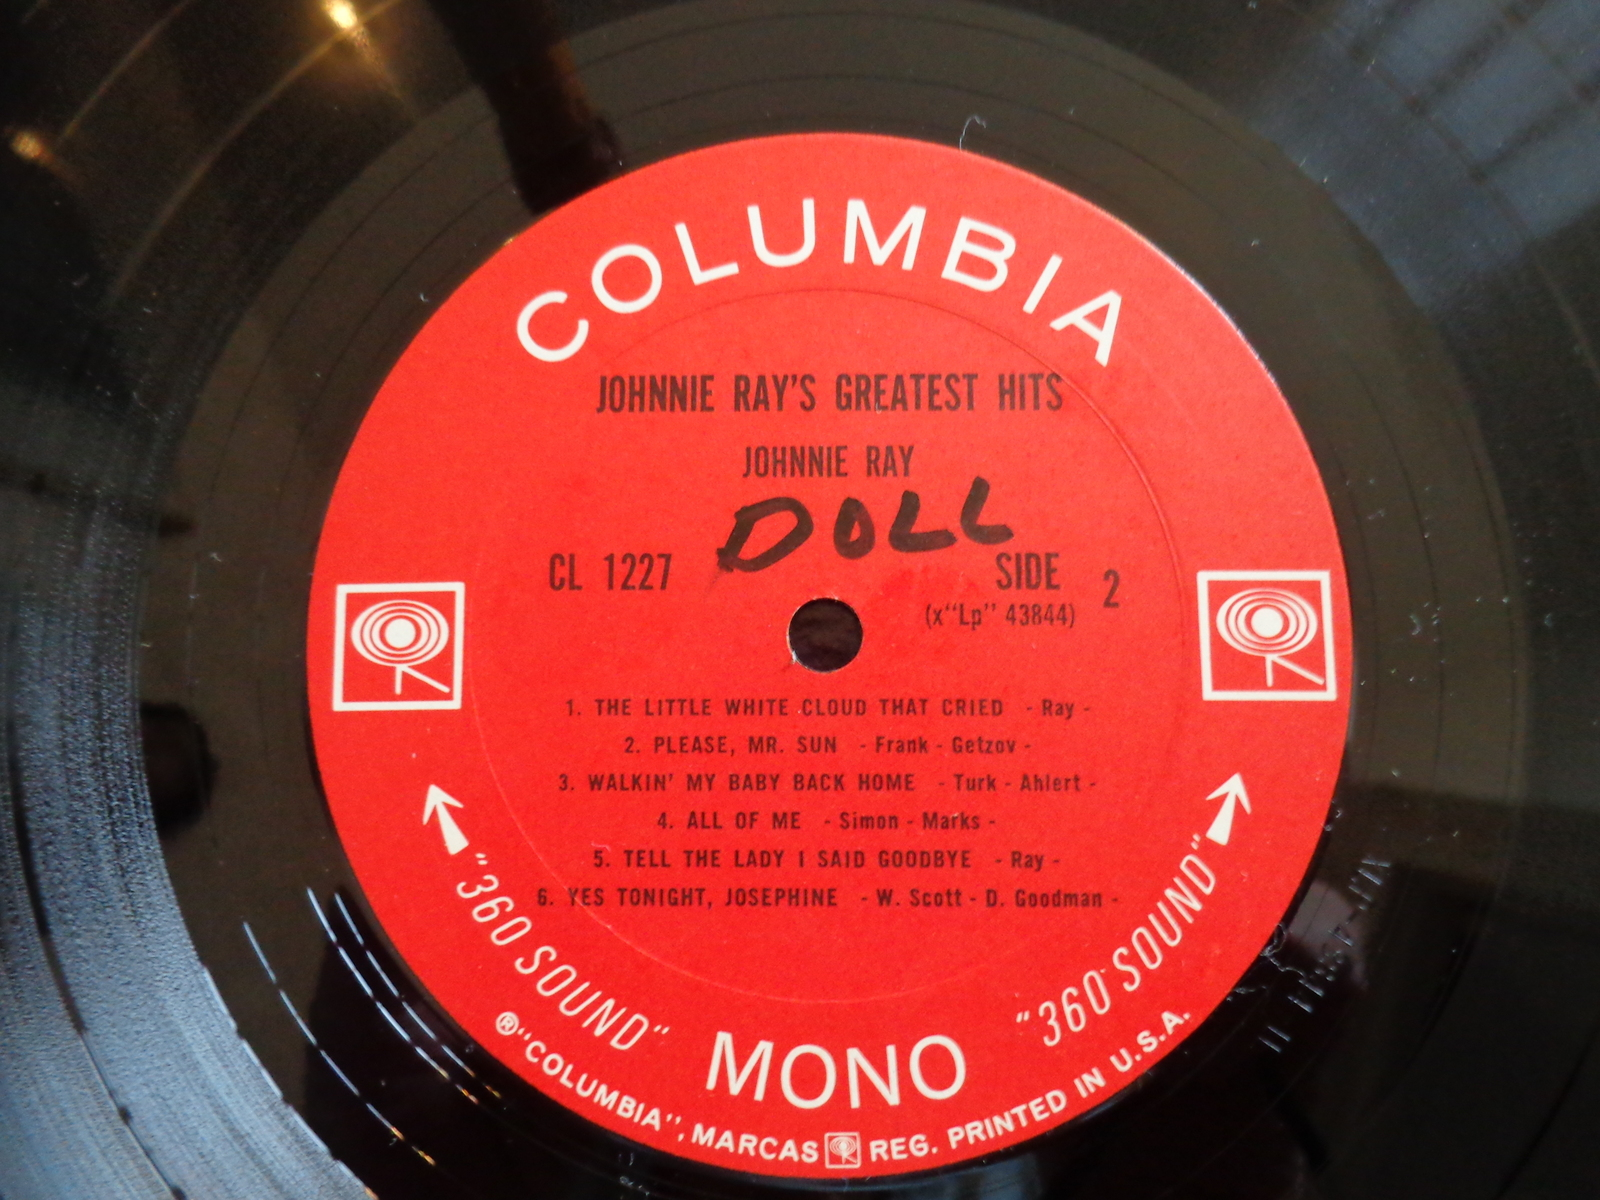 COLUMBIA
JOHNNIE RAY'S GREATEST HITS
JOHNNIE RAY
DOLL
CL 1227
SIDE 2
(x"Lp" 43844)
1. THE LITTLE WHITE CLOUD THAT CRIED - Ray -
2. PLEASE, MR. SUN - Frank - Getzov -
3. WALKIN' MY BABY BACK HOME - Turk - Ahlert -
4. ALL OF ME - Simon - Marks -
5. TELL THE LADY I SAID GOODBYE - Ray -
6. YES TONIGHT, JOSEPHINE - W. Scott - D. Goodman -
"360 SOUND" MONO "360 SOUND"
®"COLUMBIA", MARCAS REG. PRINTED IN U.S.A.